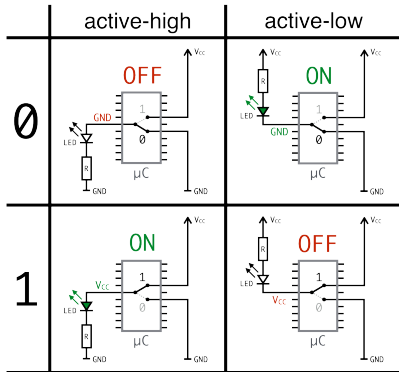 active-high active-low
0
OFF
Vcc
GND
1
0
LED
R
µC
GND
GND
Vcc
R
ON
Vcc
1
LED
GND
0
µC
GND
1
ON
Vcc
1
Vcc
0
LED
R
µC
GND
GND
Vcc
R
OFF
Vcc
1
LED
Vcc
0
µC
GND